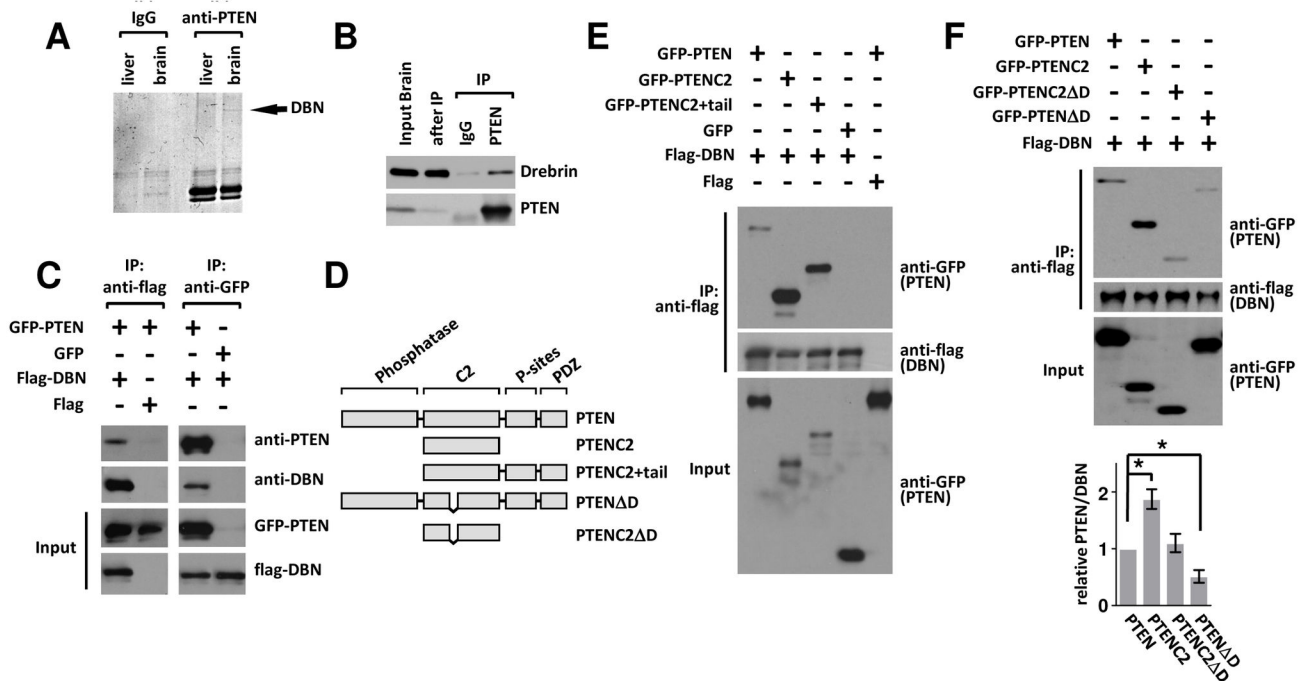 A
IgG anti-PTEN
liver brain liver brain
DBN
B
IP
Input Brain after IP IgG PTEN
Drebrin
PTEN
C
IP: anti-flag
IP: anti-GFP
GFP-PTEN + + + -
GFP - - - +
Flag-DBN + - + +
Flag - + - -
anti-PTEN
anti-DBN
Input
GFP-PTEN
flag-DBN
D
Phosphatase C2 P-sites PDZ
PTEN
PTENC2
PTENC2+tail
PTENΔD
PTENC2ΔD
E
GFP-PTEN + - - - +
GFP-PTENC2 - + - - -
GFP-PTENC2+tail - - + - -
GFP - - - + -
Flag-DBN + + + + -
Flag - - - - +
IP:
anti-flag
anti-GFP
(PTEN)
anti-flag
(DBN)
Input
anti-GFP
(PTEN)
F
GFP-PTEN + - - -
GFP-PTENC2 - + - -
GFP-PTENC2ΔD - - + -
GFP-PTENΔD - - - +
Flag-DBN + + + +
IP:
anti-flag
anti-GFP
(PTEN)
anti-flag
(DBN)
Input
anti-GFP
(PTEN)
relative PTEN/DBN
2
1
0
* *
PTEN
PTENC2
PTENC2ΔD
PTENΔD